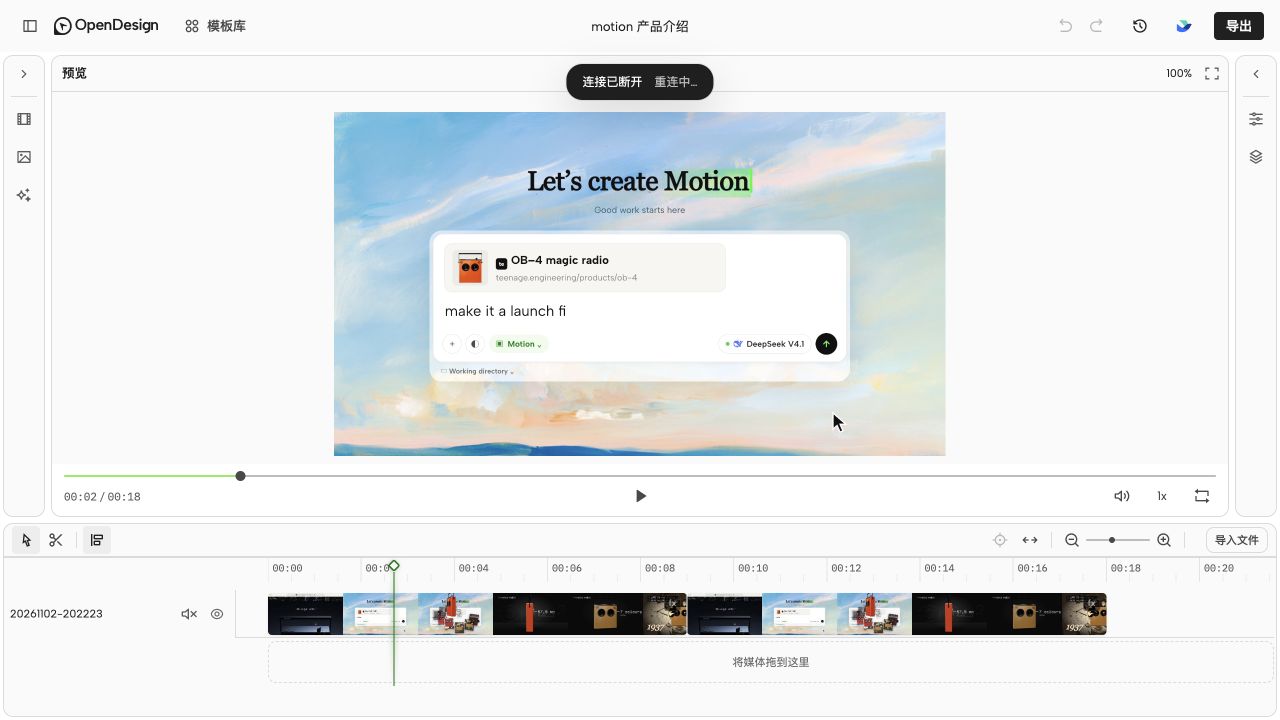 OpenDesign
模板库
motion 产品介绍
导出
预览
连接已断开 重连中...
100%
Let's create Motion
Good work starts here
te OB–4 magic radio
teenage.engineering/products/ob-4
make it a launch fi
Motion
DeepSeek V4.1
Working directory
00:02 / 00:18
1x
导入文件
00:00
00:04
00:06
00:08
00:10
00:12
00:14
00:16
00:18
00:20
20261102-202223
1937
1937
将媒体拖到这里